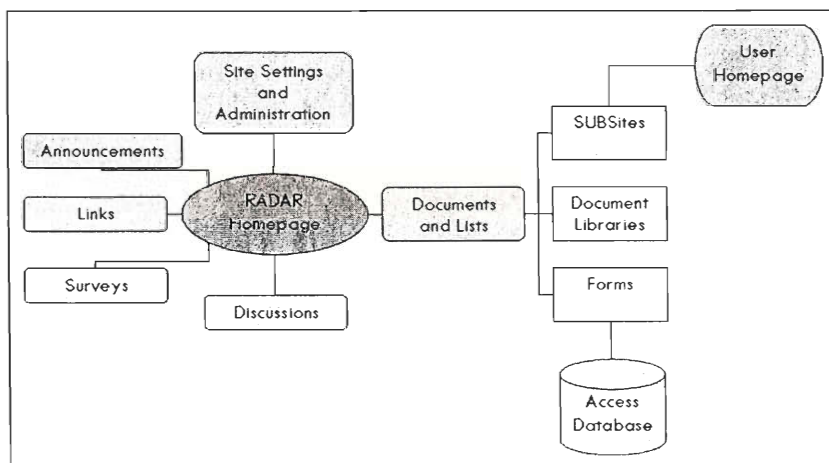 Site Settings
and
Administration
User
Homepage
Announcements
SUBSites
Links
RADAR
Homepage
Documents
and Lists
Document
Libraries
Surveys
Discussions
Forms
Access
Database